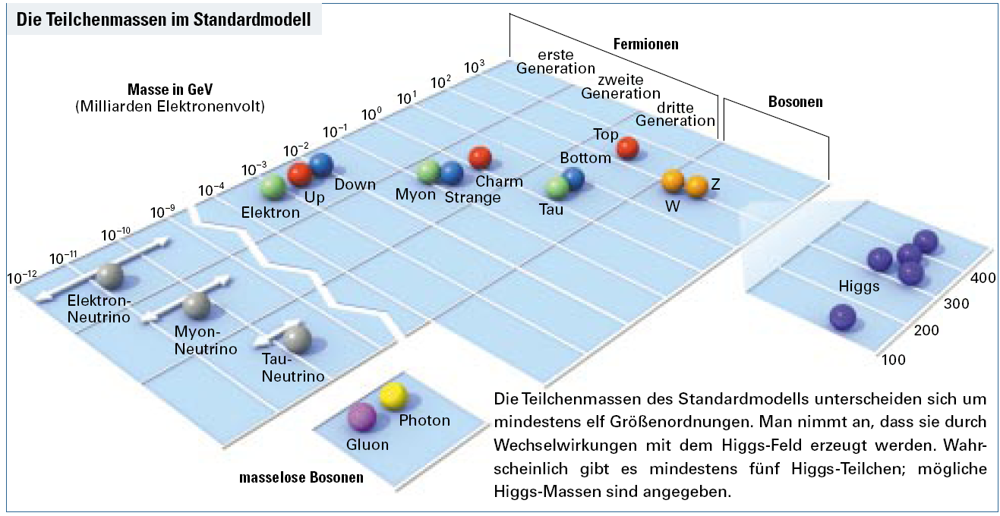 Die Teilchenmassen im Standardmodell
Masse in GeV
(Milliarden Elektronenvolt)
Fermionen
Bosonen
erste
Generation
zweite
Generation
dritte
Generation
10³
10²
10¹
10⁰
10⁻¹
10⁻²
10⁻³
10⁻⁴
10⁻⁹
10⁻¹⁰
10⁻¹¹
10⁻¹²
Elektron
Up
Down
Myon
Strange
Charm
Tau
Bottom
Top
W
Z
Elektron-
Neutrino
Myon-
Neutrino
Tau-
Neutrino
Higgs
400
300
200
100
Photon
Gluon
masselose Bosonen
Die Teilchenmassen des Standardmodells unterscheiden sich um
mindestens elf Größenordnungen. Man nimmt an, dass sie durch
Wechselwirkungen mit dem Higgs-Feld erzeugt werden. Wahr-
scheinlich gibt es mindestens fünf Higgs-Teilchen; mögliche
Higgs-Massen sind angegeben.